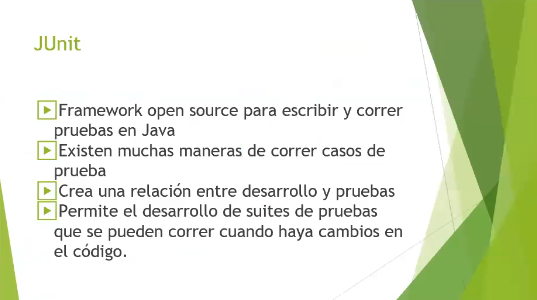 JUnit
Framework open source para escribir y correr
pruebas en Java
Existen muchas maneras de correr casos de
prueba
Crea una relación entre desarrollo y pruebas
Permite el desarrollo de suites de pruebas
que se pueden correr cuando haya cambios en
el código.